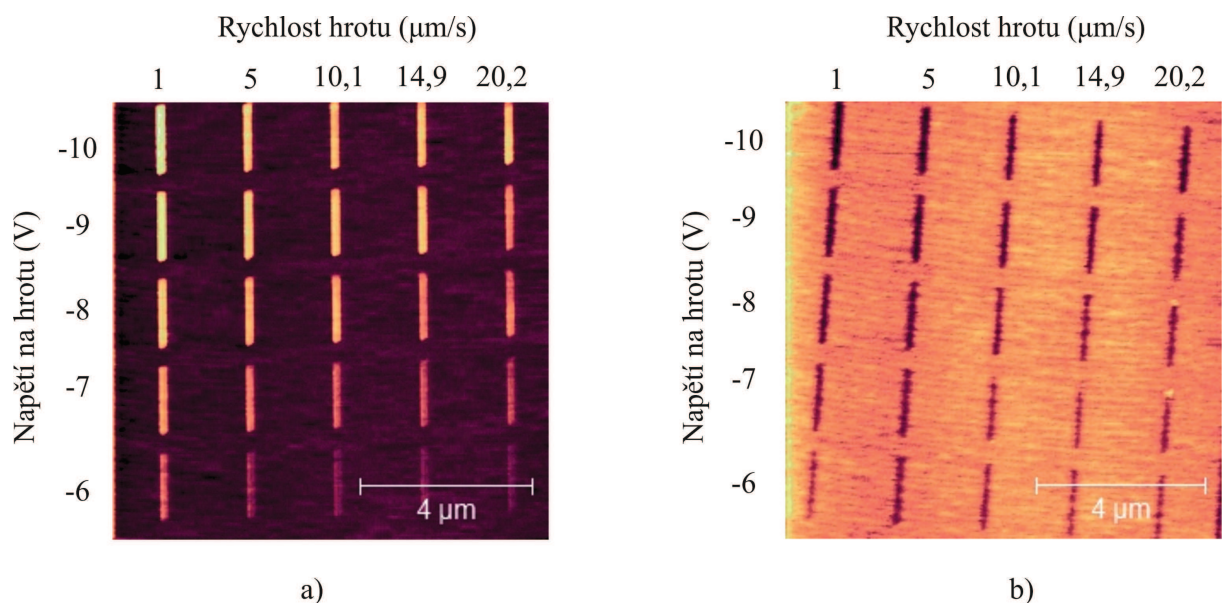 Rychlost hrotu (μm/s)
1 5 10,1 14,9 20,2
Napětí na hrotu (V)
-10
-9
-8
-7
-6
4 μm
a)
Rychlost hrotu (μm/s)
1 5 10,1 14,9 20,2
Napětí na hrotu (V)
-10
-9
-8
-7
-6
4 μm
b)